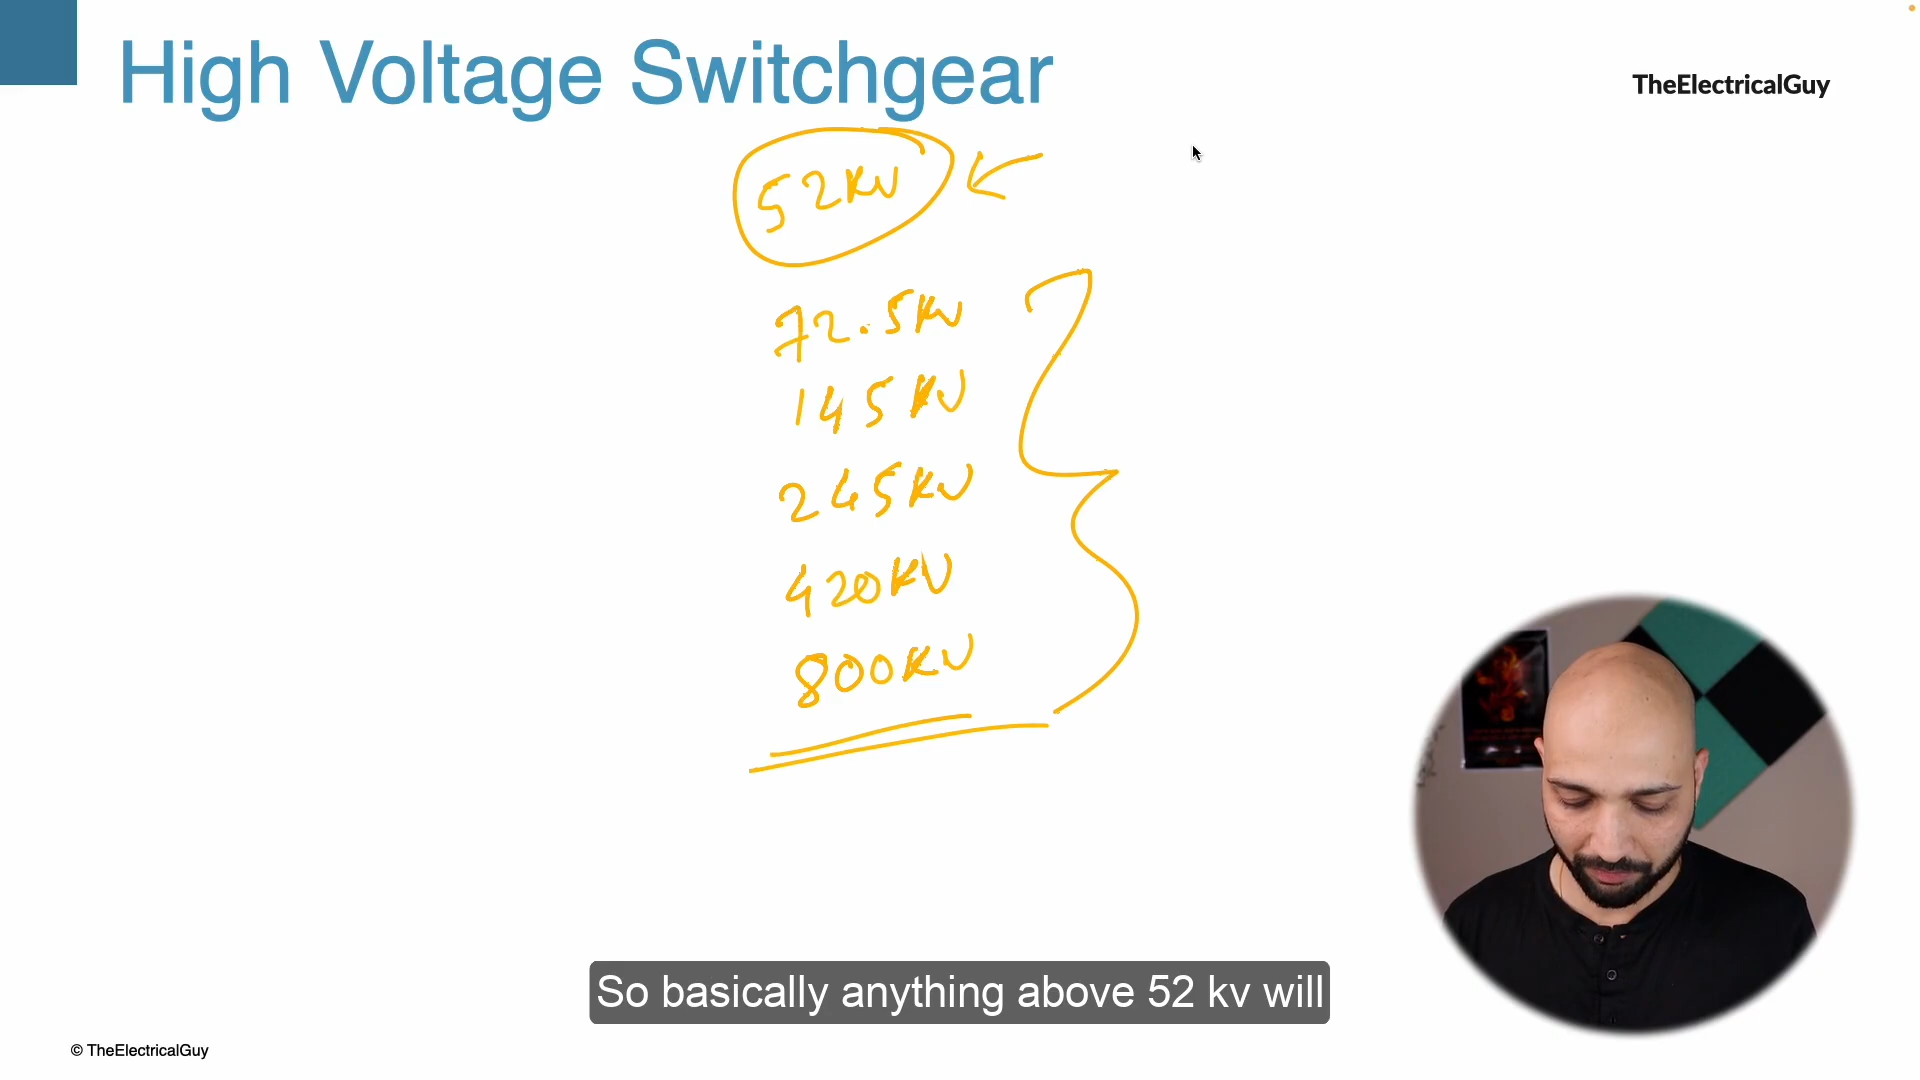 High Voltage Switchgear
TheElectricalGuy
52KV
72.5KV
145KV
245KV
420KV
800KV
So basically anything above 52 kv will
© TheElectricalGuy